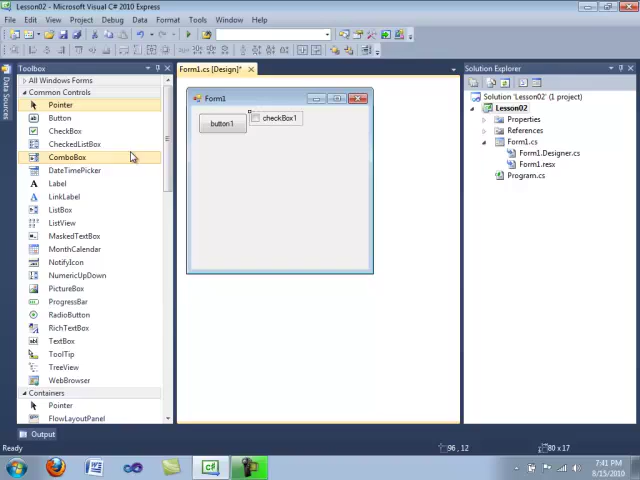 Lesson02 - Microsoft Visual C# 2010 Express
File Edit View Project Debug Data Format Tools Window Help
Data Sources
Toolbox
All Windows Forms
Common Controls
Pointer
Button
CheckBox
CheckedListBox
ComboBox
DateTimePicker
Label
LinkLabel
ListBox
ListView
MaskedTextBox
MonthCalendar
NotifyIcon
NumericUpDown
PictureBox
ProgressBar
RadioButton
RichTextBox
TextBox
ToolTip
TreeView
WebBrowser
Containers
Pointer
FlowLayoutPanel
Form1.cs [Design]*
Form1
button1
checkBox1
Solution Explorer
Solution 'Lesson02' (1 project)
Lesson02
Properties
References
Form1.cs
Form1.Designer.cs
Form1.resx
Program.cs
Output
Ready
96 , 12
80 x 17
7:41 PM
8/15/2010